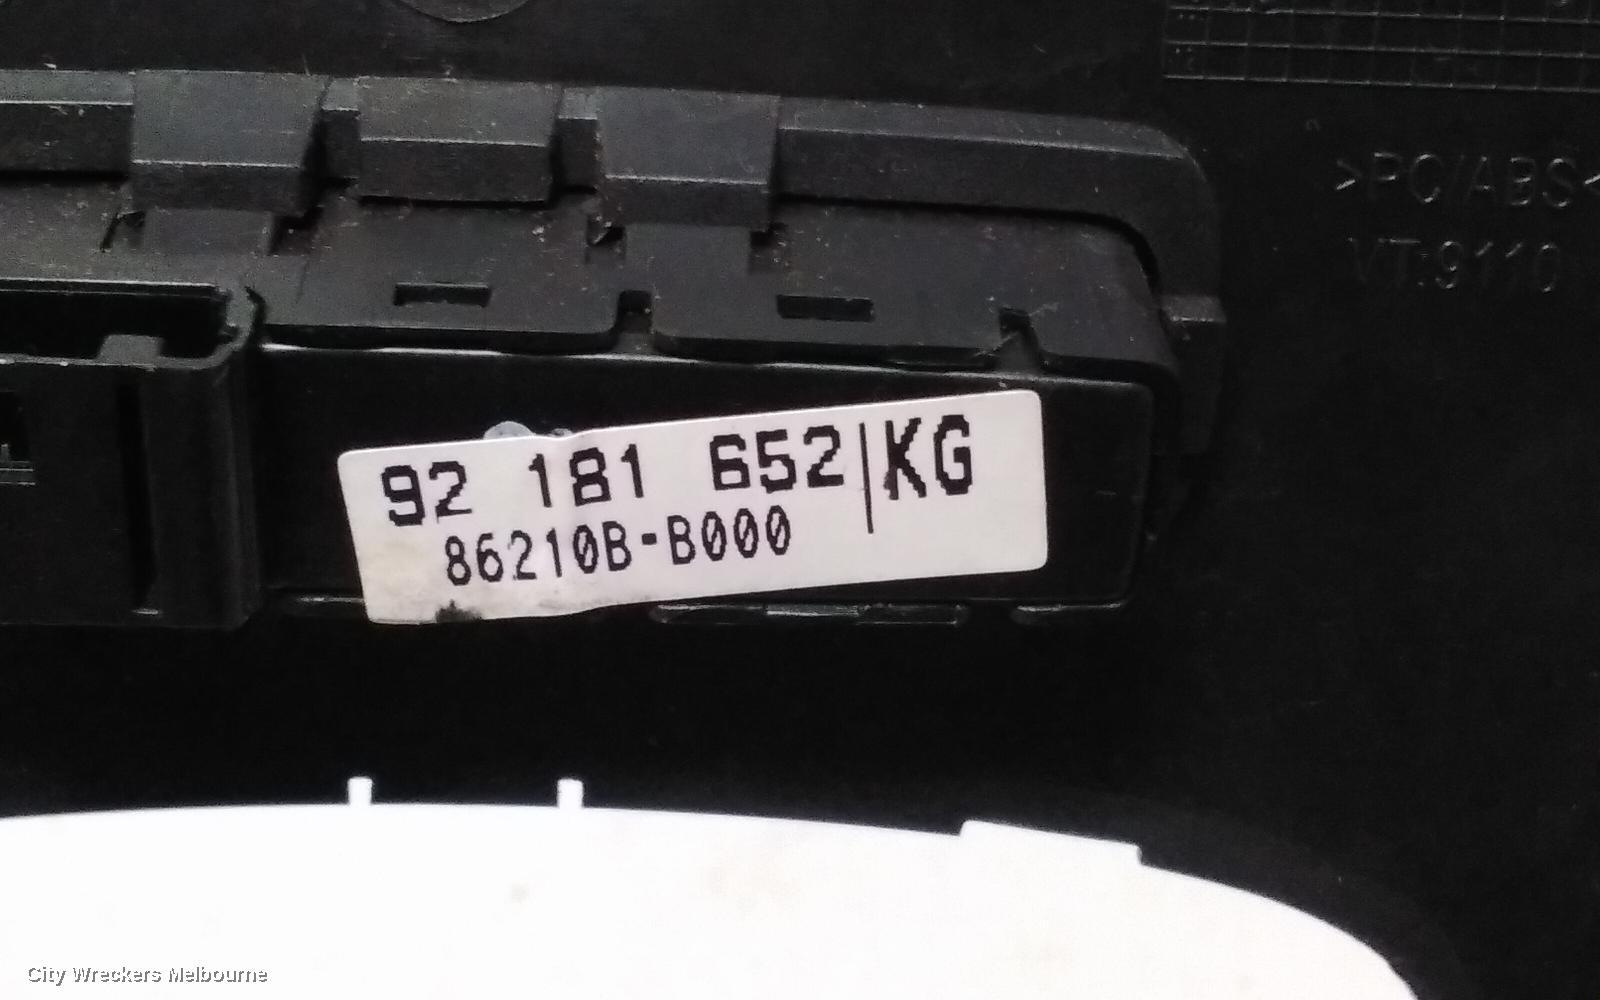 >PC/ABS<
VT:9110
92 181 652|KG
86210B-B000
City Wreckers Melbourne